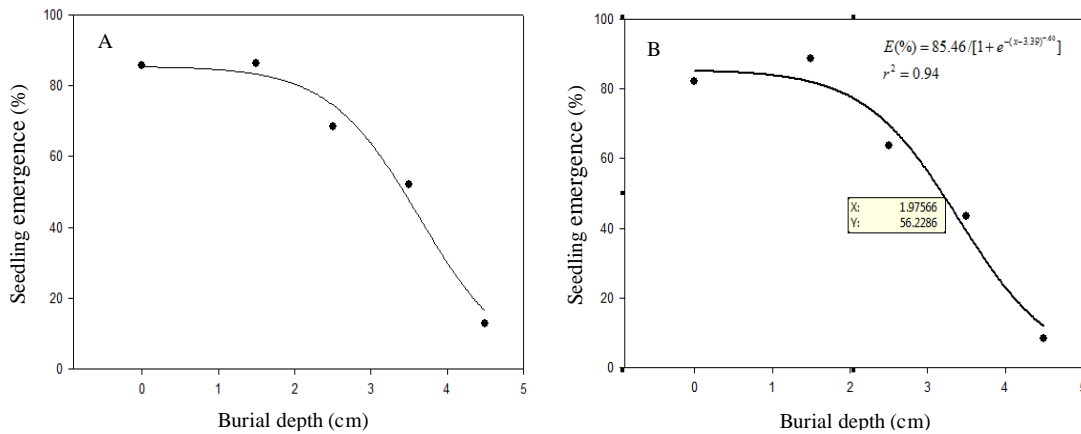 A
Seedling emergence (%)
100
80
60
40
20
0
0 1 2 3 4 5
Burial depth (cm)
B
E(%) = 85.46/[1+ e^-(x-3.39)^-.60]
r² = 0.94
Seedling emergence (%)
100
80
60
40
20
0
X: 1.97566
Y: 56.2286
0 1 2 3 4 5
Burial depth (cm)